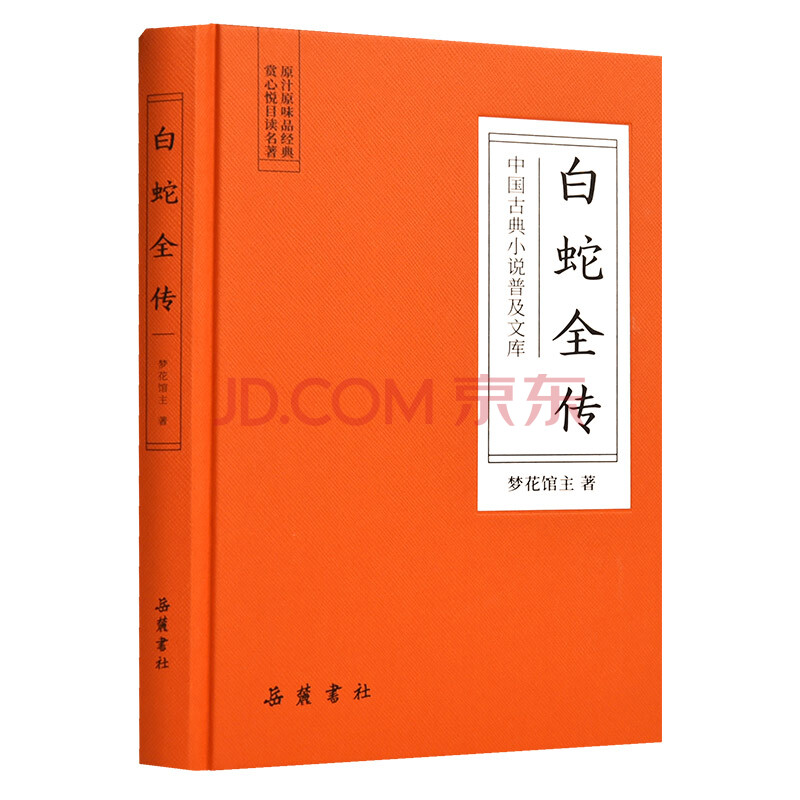 原汁原味品经典
赏心悦目读名著
白蛇全传
中国古典小说普及文库
梦花馆主 著
岳麓书社
白蛇全传
梦花馆主 著
岳麓书社
JD.COM 京东